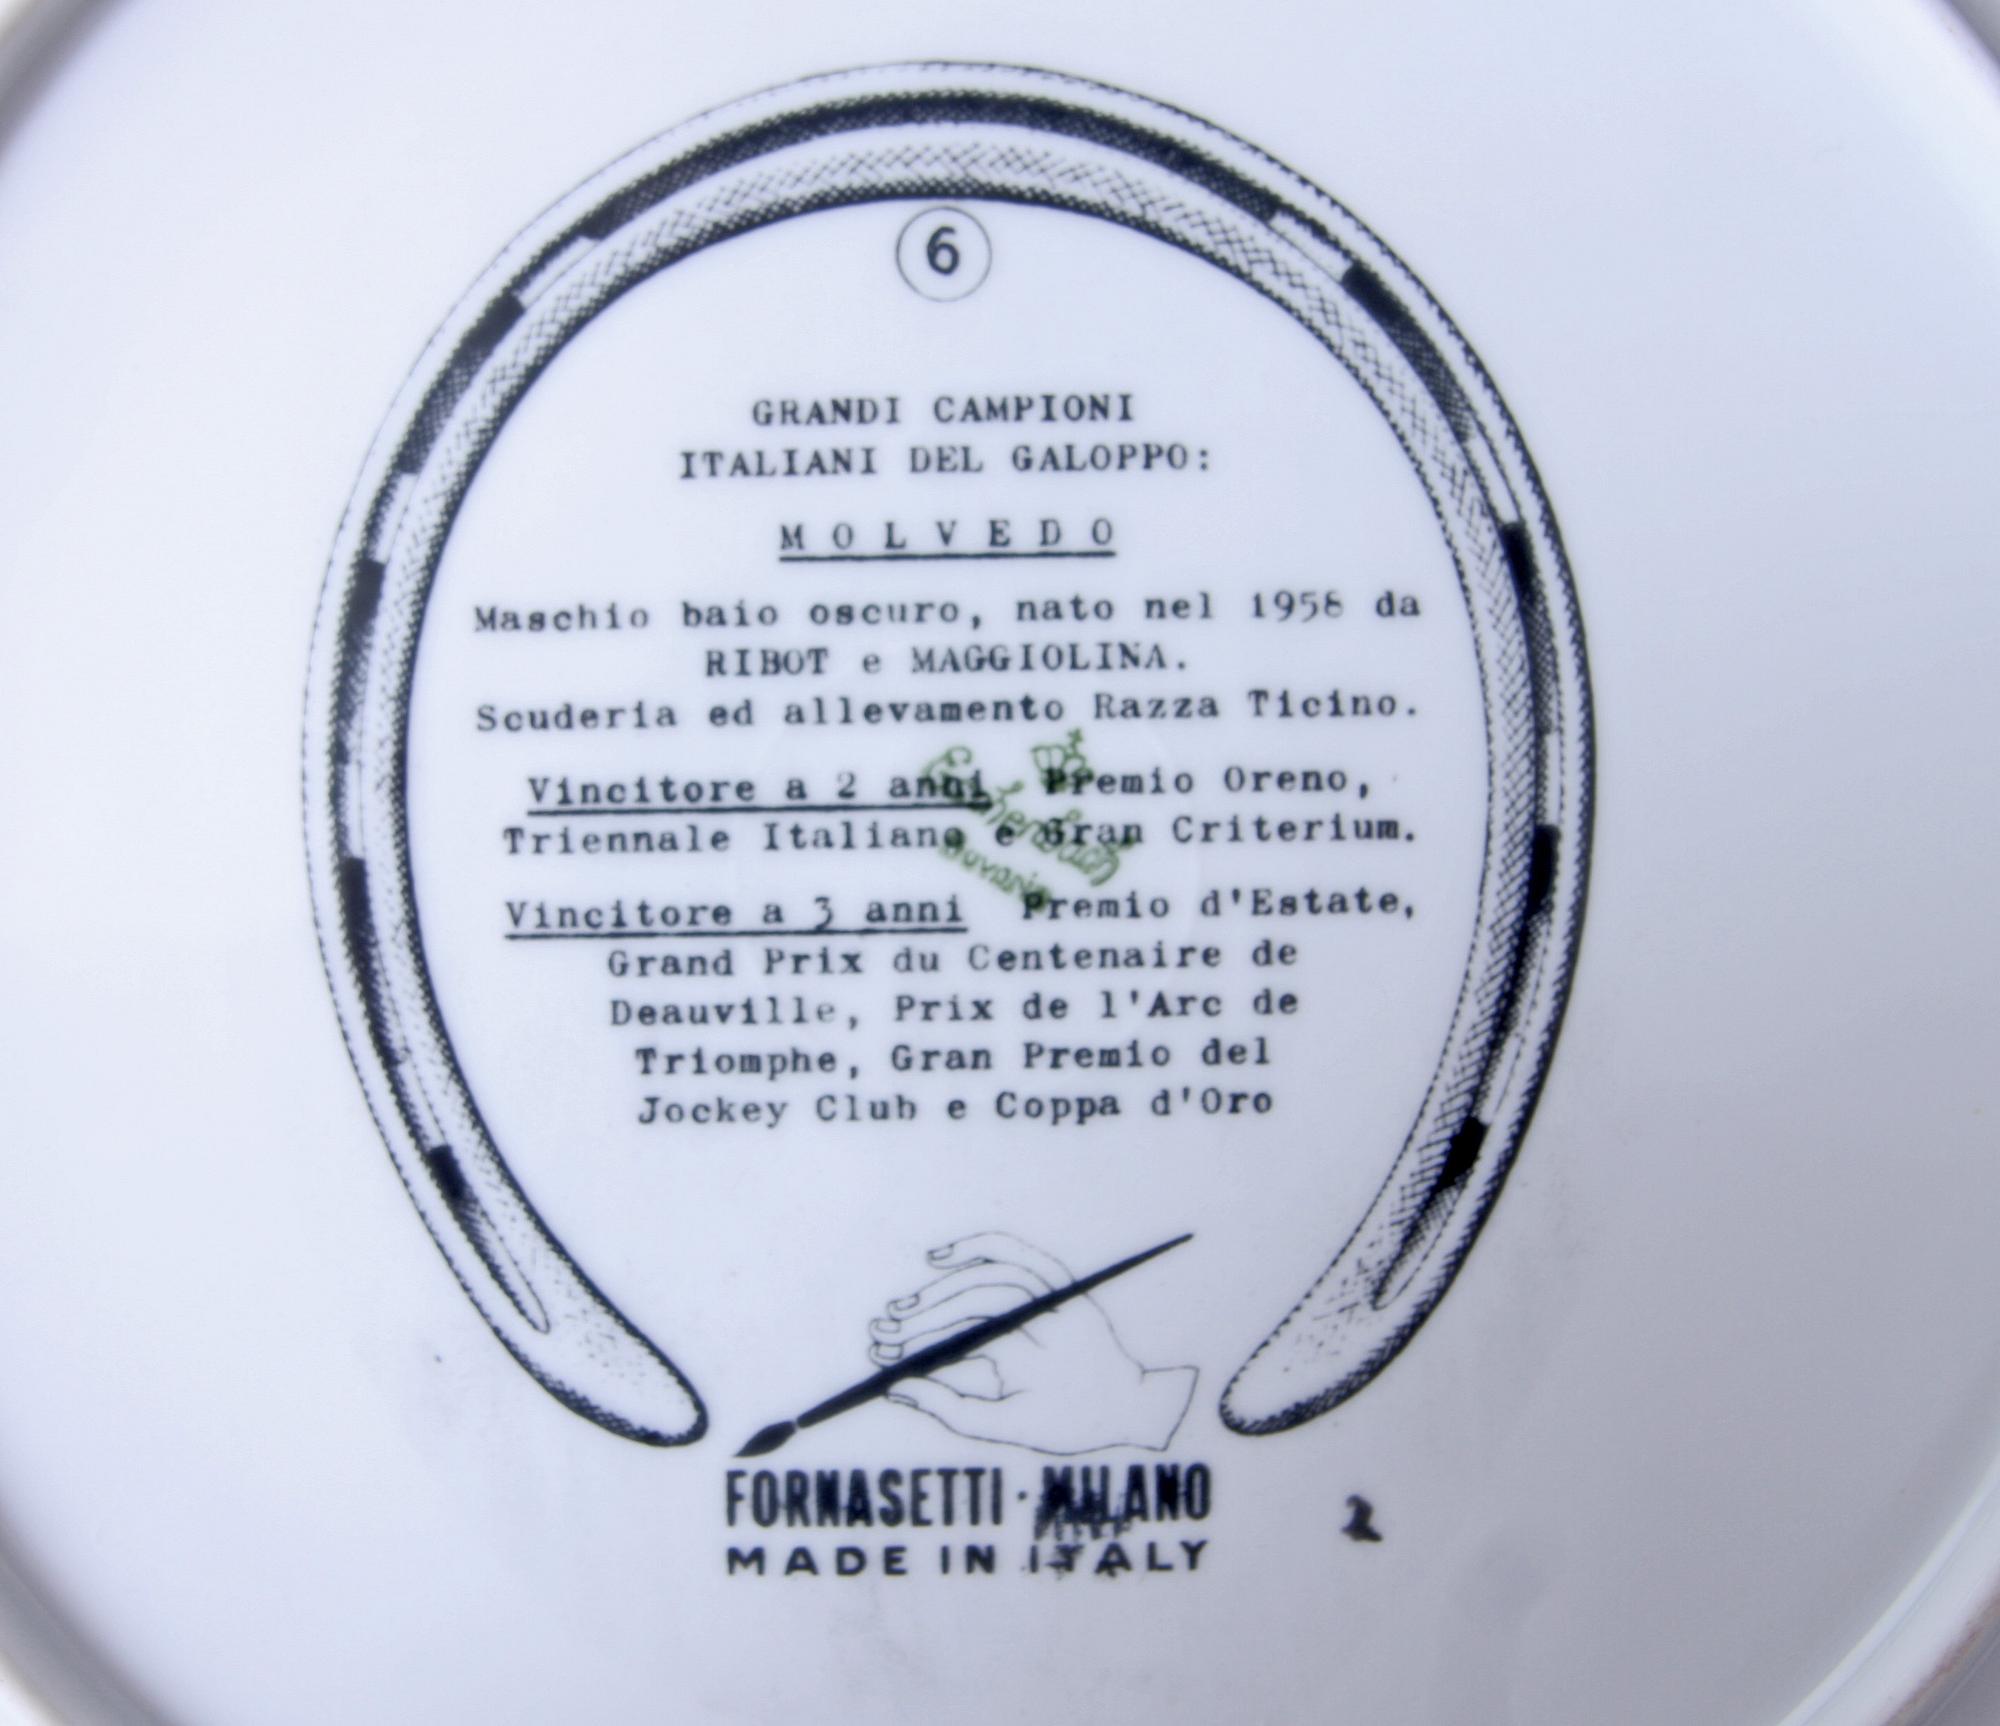 6
GRANDI CAMPIONI
ITALIANI DEL GALOPPO:
MOLVEDO
Maschio baio oscuro, nato nel 1958 da
RIBOT e MAGGIOLINA.
Scuderia ed allevamento Razza Ticino.
Vincitore a 2 anni Premio Oreno,
Triennale Italiano e Gran Criterium.
Vincitore a 3 anni Premio d'Estate,
Grand Prix du Centenaire de
Deauville, Prix de l'Arc de
Triomphe, Gran Premio del
Jockey Club e Coppa d'Oro
Eschenbach
Bavaria
FORNASETTI · MILANO
MADE IN ITALY
2